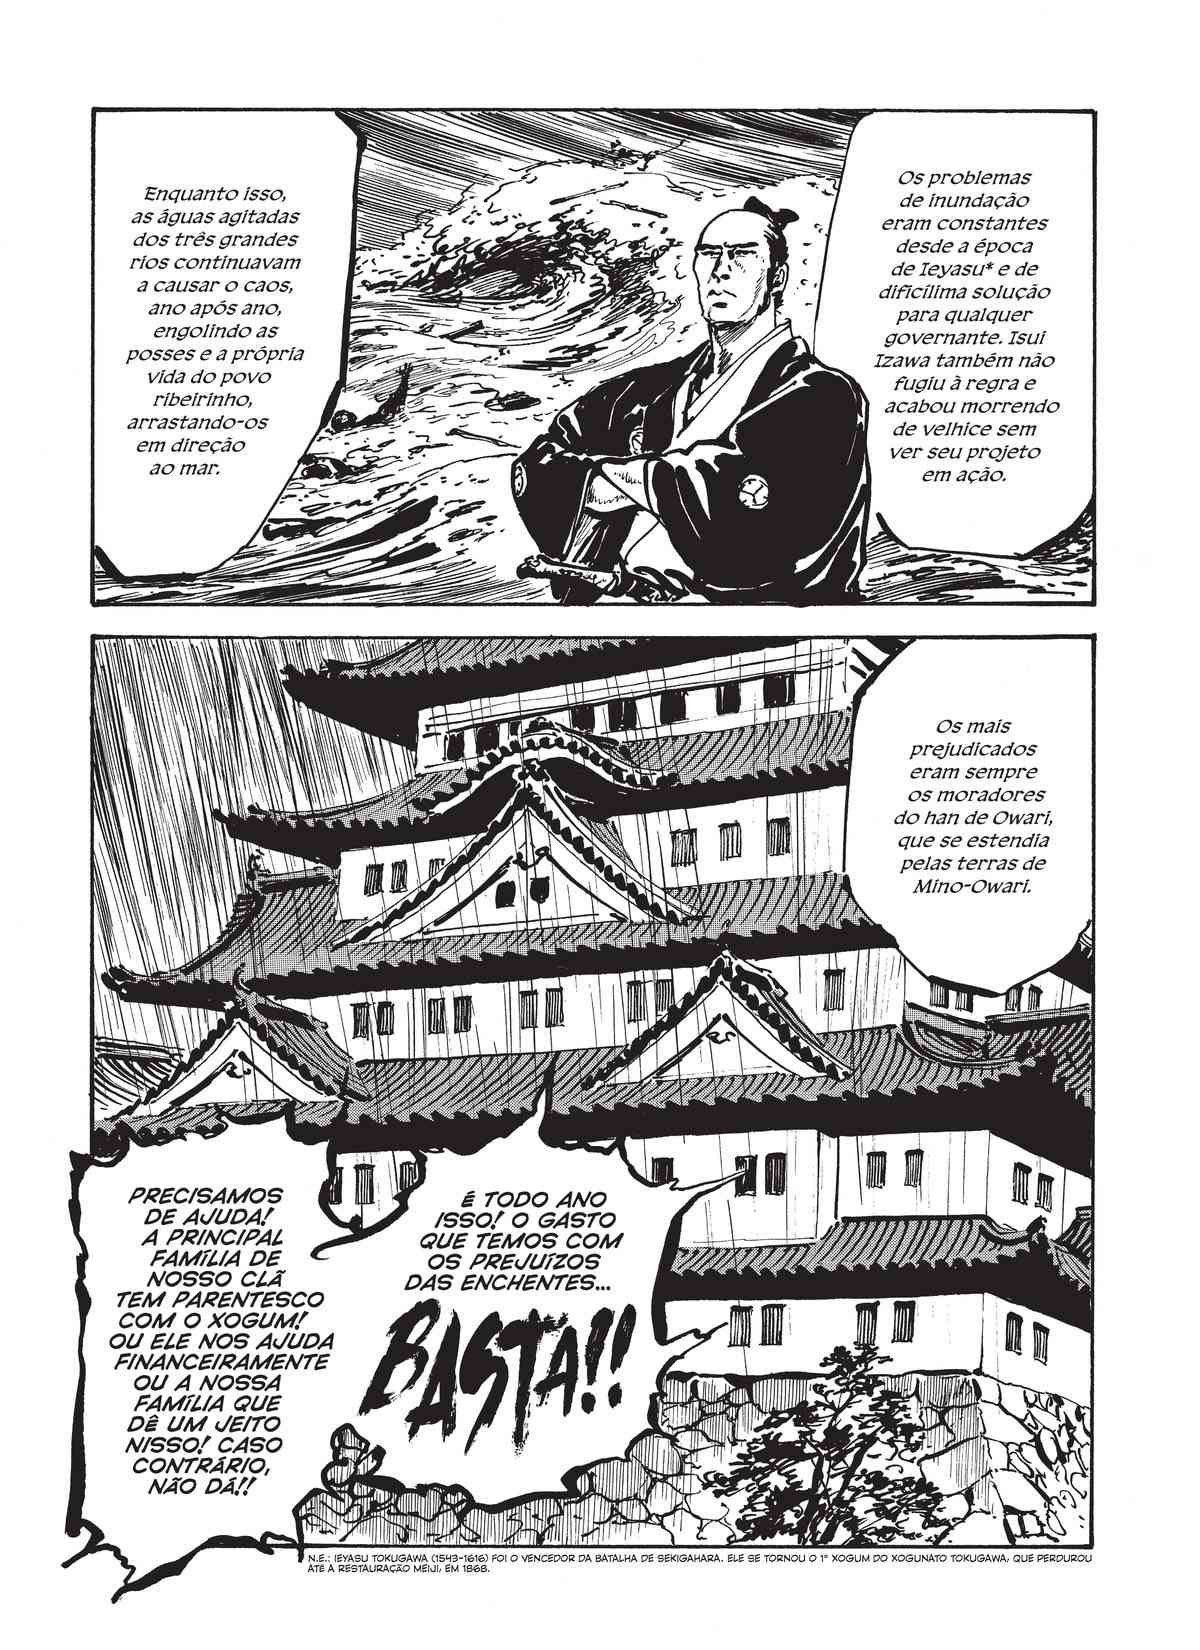 Enquanto isso,
as águas agitadas
dos três grandes
rios continuavam
a causar o caos,
ano após ano,
engolindo as
posses e a própria
vida do povo
ribeirinho,
arrastando-os
em direção
ao mar.
Os problemas
de inundação
eram constantes
desde a época
de Ieyasu* e de
dificílima solução
para qualquer
governante. Isui
Izawa também não
fugiu à regra e
acabou morrendo
de velhice sem
ver seu projeto
em ação.
Os mais
prejudicados
eram sempre
os moradores
do han de Owari,
que se estendia
pelas terras de
Mino-Owari.
É TODO ANO
ISSO! O GASTO
QUE TEMOS COM
OS PREJUÍZOS
DAS ENCHENTES...
BASTA!!
PRECISAMOS
DE AJUDA!
A PRINCIPAL
FAMÍLIA DE
NOSSO CLÃ
TEM PARENTESCO
COM O XOGUM!
OU ELE NOS AJUDA
FINANCEIRAMENTE
OU A NOSSA
FAMÍLIA QUE
DÊ UM JEITO
NISSO! CASO
CONTRÁRIO,
NÃO DÁ!!
N.E.: IEYASU TOKUGAWA (1543-1616) FOI O VENCEDOR DA BATALHA DE SEKIGAHARA. ELE SE TORNOU O 1º XOGUM DO XOGUNATO TOKUGAWA, QUE PERDUROU
ATÉ A RESTAURAÇÃO MEIJI, EM 1868.